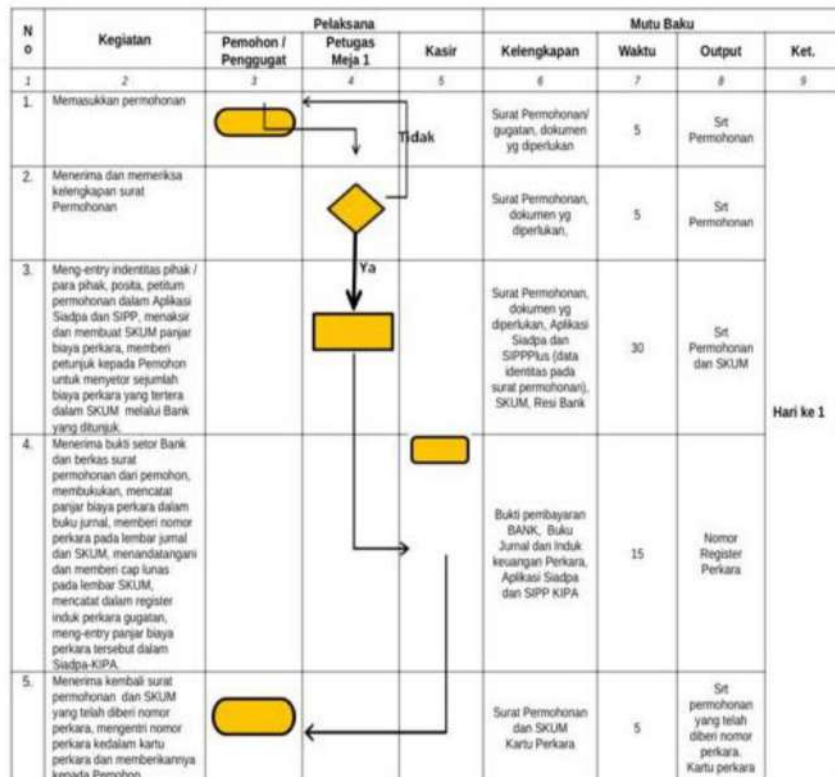 N o
Kegiatan
Pelaksana
Mutu Baku
Pemohon / Penggugat
Petugas Meja 1
Kasir
Kelengkapan
Waktu
Output
Ket.
1 2 3 4 5 6 7 8 9
1.
Memasukkan permohonan
Tidak
Surat Permohonan/
gugatan, dokumen
yg diperlukan
5
Srt
Permohonan
2.
Menerima dan memeriksa
kelengkapan surat
Permohonan
Surat Permohonan,
dokumen yg
diperlukan,
5
Srt
Permohonan
3.
Meng-entry indentitas pihak /
para pihak, posita, petitum
permohonan dalam Aplikasi
Siadpa dan SIPP, menaksir
dan membuat SKUM panjar
biaya perkara, memberi
petunjuk kepada Pemohon
untuk menyetor sejumlah
biaya perkara yang tertera
dalam SKUM melalui Bank
yang ditunjuk.
Ya
Surat Permohonan,
dokumen yg
diperlukan, Aplikasi
Siadpa dan
SIPPPlus (data
identitas pada
surat permohonan),
SKUM, Resi Bank
30
Srt
Permohonan
dan SKUM
Hari ke 1
4.
Menerima bukti setor Bank
dan berkas surat
permohonan dari pemohon,
membukukan, mencatat
panjar biaya perkara dalam
buku jurnal, memberi nomor
perkara pada lembar jurnal
dan SKUM, menandatangani
dan memberi cap lunas
pada lembar SKUM,
mencatat dalam register
induk perkara gugatan,
meng-entry panjar biaya
perkara tersebut dalam
Siadpa-KIPA.
Bukti pembayaran
BANK, Buku
Jurnal dan Induk
keuangan Perkara,
Aplikasi Siadpa
dan SIPP KIPA
15
Nomor
Register
Perkara
5.
Menerima kembali surat
permohonan dan SKUM
yang telah diberi nomor
perkara, mengentri nomor
perkara kedalam kartu
perkara dan memberikannya
kepada Pemohon
Surat Permohonan
dan SKUM
Kartu Perkara
5
Srt
permohonan
yang telah
diberi nomor
perkara.
Kartu perkara